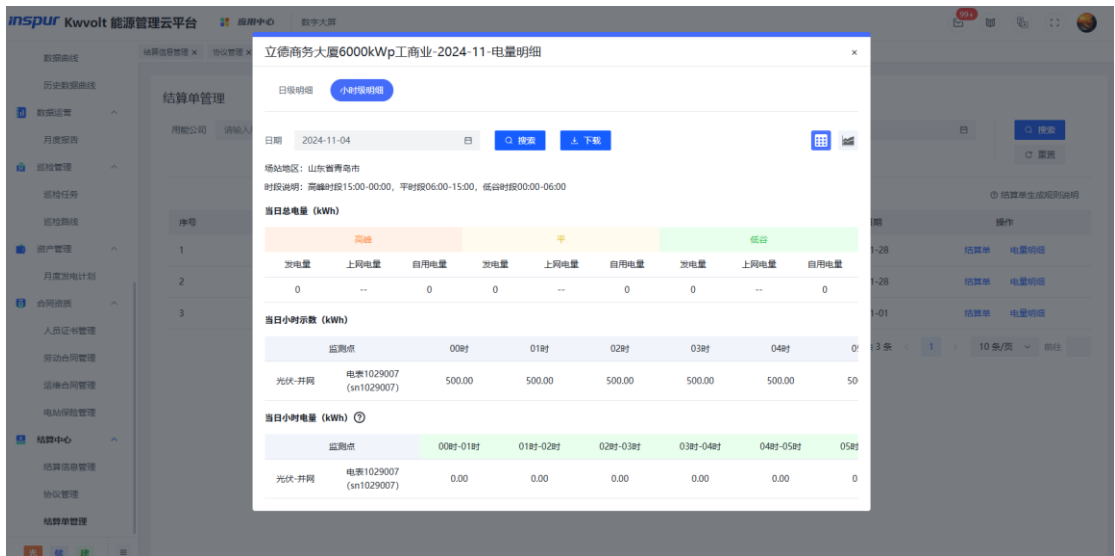 inspur Kwvolt 能源管理云平台 应用中心 数字大屏 99+
数据曲线
历史数据曲线
数据运营
月度报告
巡检管理
巡检任务
巡检路线
资产管理
月度发电计划
合同资质
人员证书管理
劳动合同管理
运维合同管理
电站保险管理
结算中心
结算信息管理
协议管理
结算单管理
结算信息管理 × 协议管理 ×
结算单管理
用能公司 请输入
搜索
重置
结算单生成规则说明
序号 操作
1 1-28 结算单 电量明细
2 1-28 结算单 电量明细
3 1-01 结算单 电量明细
3 条 < 1 > 10 条/页 前往
立德商务大厦6000kWp工商业-2024-11-电量明细 ×
日级明细 小时级明细
日期 2024-11-04 搜索 下载
场站地区：山东省青岛市
时段说明：高峰时段15:00-00:00，平时段06:00-15:00，低谷时段00:00-06:00
当日总电量（kWh）
高峰 平 低谷
发电量 上网电量 自用电量 发电量 上网电量 自用电量 发电量 上网电量 自用电量
0 -- 0 0 -- 0 0 -- 0
当日小时示数（kWh）
监测点 00时 01时 02时 03时 04时
光伏-并网 电表1029007 (sn1029007) 500.00 500.00 500.00 500.00 500.00 50
当日小时电量（kWh）
监测点 00时-01时 01时-02时 02时-03时 03时-04时 04时-05时 05时
光伏-并网 电表1029007 (sn1029007) 0.00 0.00 0.00 0.00 0.00 0